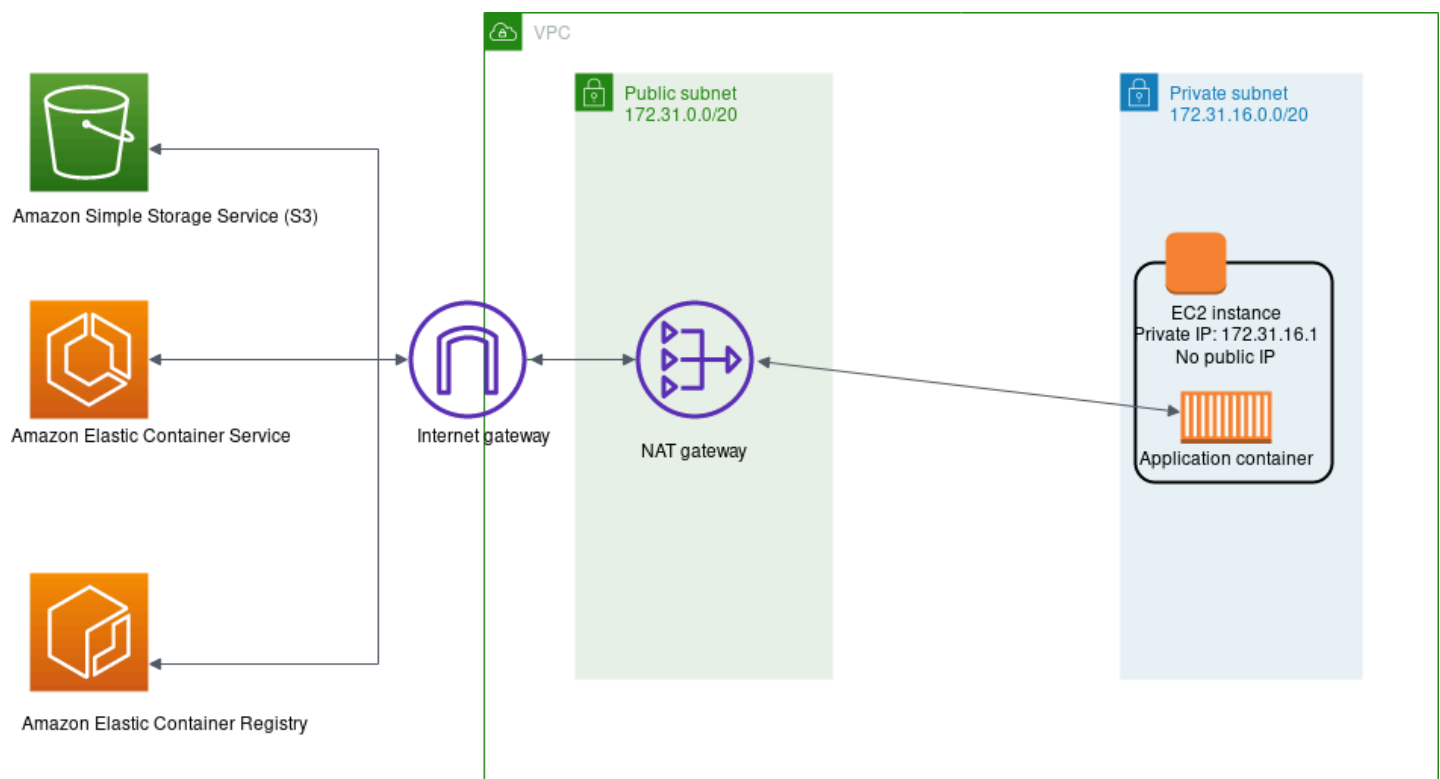 VPC
Public subnet
172.31.0.0/20
Private subnet
172.31.16.0.0/20
Amazon Simple Storage Service (S3)
EC2 instance
Private IP: 172.31.16.1
No public IP
Amazon Elastic Container Service
Internet gateway
NAT gateway
Application container
Amazon Elastic Container Registry